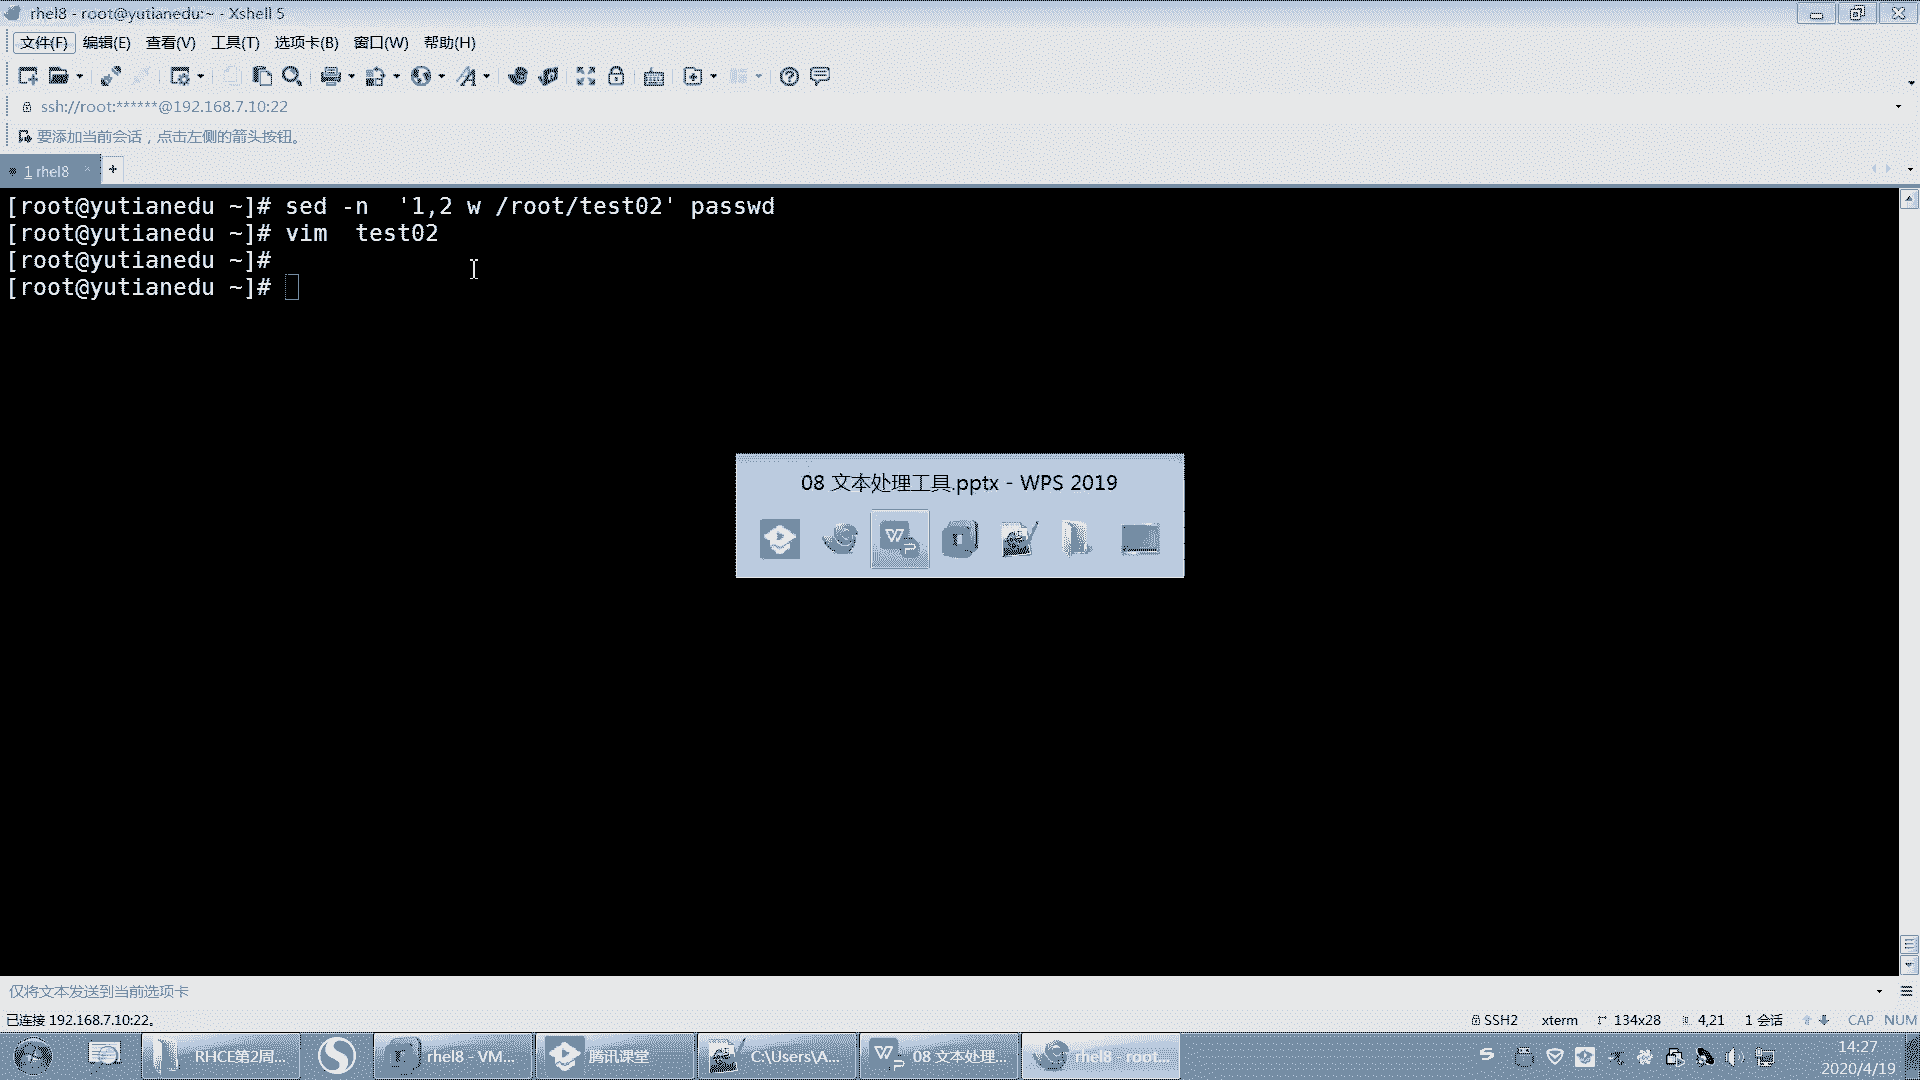 rhel8 - root@yutianedu:~ - Xshell 5
文件(F) 编辑(E) 查看(V) 工具(T) 选项卡(B) 窗口(W) 帮助(H)
ssh://root:******@192.168.7.10:22
要添加当前会话，点击左侧的箭头按钮。
1 rhel8
[root@yutianedu ~]# sed -n  '1,2 w /root/test02' passwd
[root@yutianedu ~]# vim  test02
[root@yutianedu ~]#
[root@yutianedu ~]#
08 文本处理工具.pptx - WPS 2019
仅将文本发送到当前选项卡
已连接 192.168.7.10:22。 SSH2 xterm 134x28 4,21 1 会话 CAP NUM
RHCE第2周... rhel8 - VM... 腾讯课堂 C:\Users\A... 08 文本处理... rhel8 - root... 14:27
2020/4/19